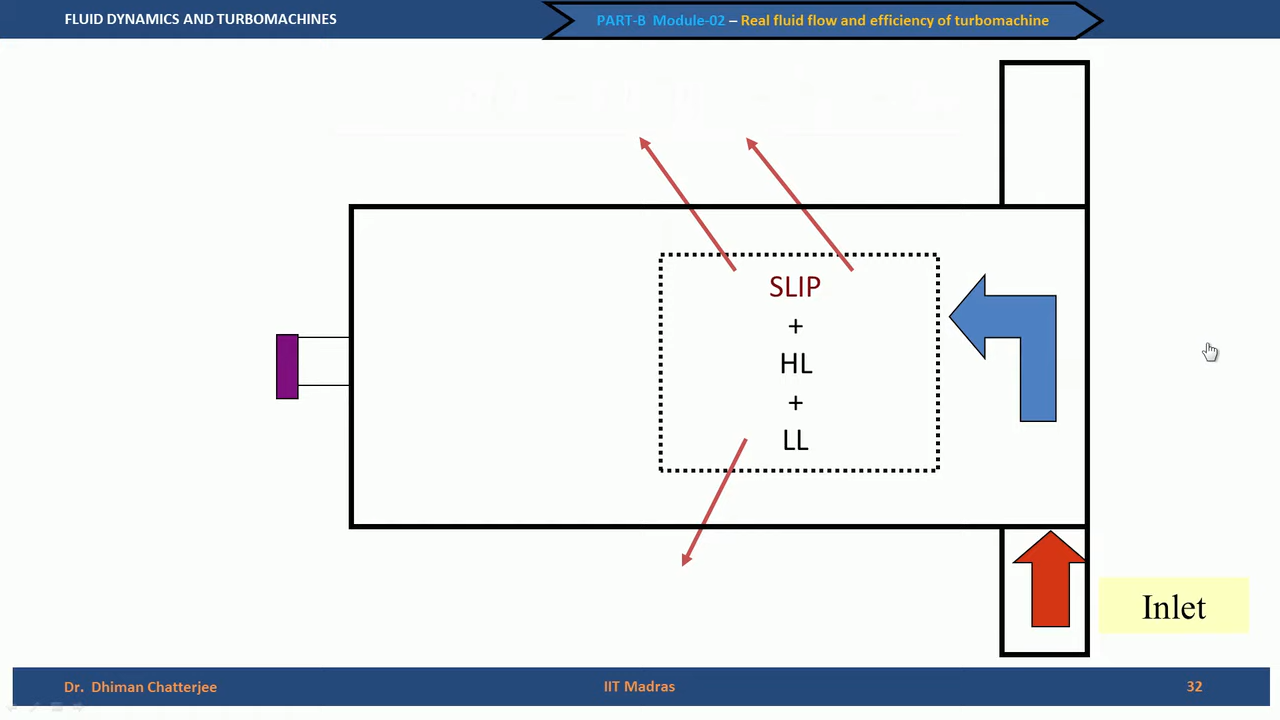 FLUID DYNAMICS AND TURBOMACHINES
PART-B Module-02 – Real fluid flow and efficiency of turbomachine
SLIP
+
HL
+
LL
Inlet
Dr. Dhiman Chatterjee
IIT Madras
32